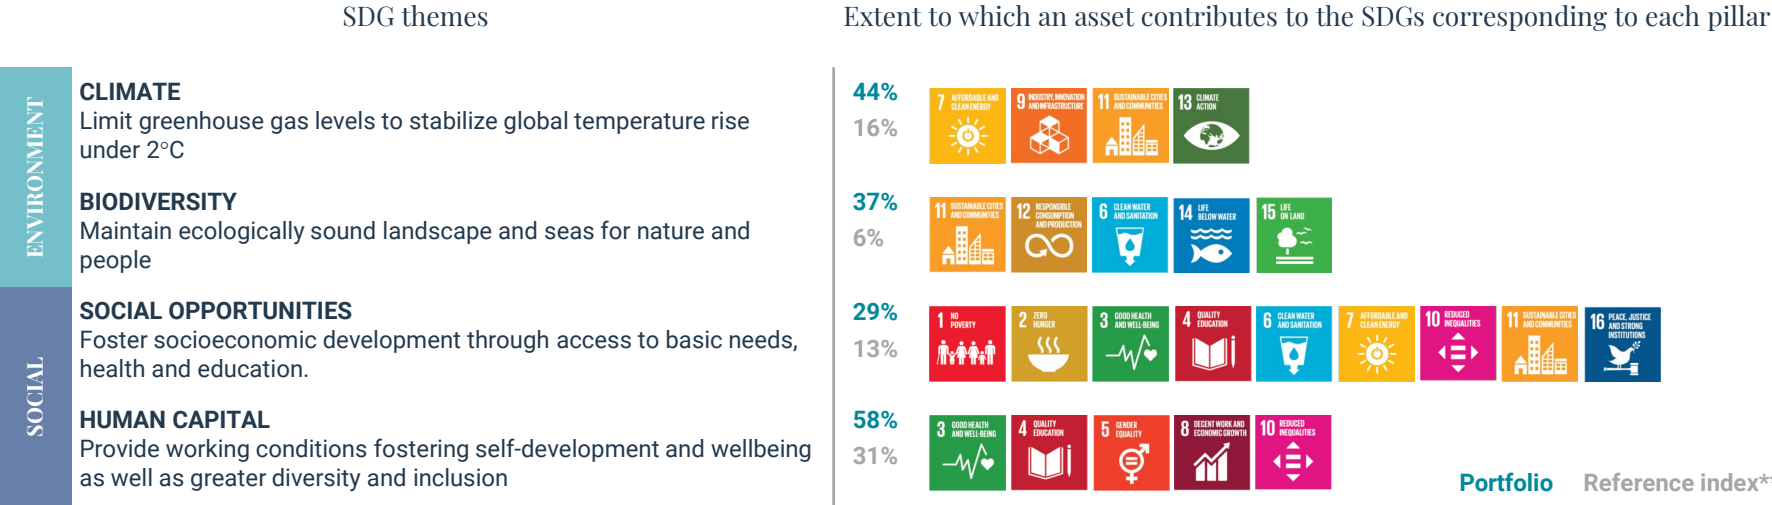 SDG themes
Extent to which an asset contributes to the SDGs corresponding to each pillar
ENVIRONMENT
CLIMATE
Limit greenhouse gas levels to stabilize global temperature rise
under 2°C
44%
16%
7 AFFORDABLE AND
CLEAN ENERGY
9 INDUSTRY, INNOVATION
AND INFRASTRUCTURE
11 SUSTAINABLE CITIES
AND COMMUNITIES
13 CLIMATE
ACTION
BIODIVERSITY
Maintain ecologically sound landscape and seas for nature and
people
37%
6%
11 SUSTAINABLE CITIES
AND COMMUNITIES
12 RESPONSIBLE
CONSUMPTION
AND PRODUCTION
6 CLEAN WATER
AND SANITATION
14 LIFE
BELOW WATER
15 LIFE
ON LAND
SOCIAL
SOCIAL OPPORTUNITIES
Foster socioeconomic development through access to basic needs,
health and education.
29%
13%
1 NO
POVERTY
2 ZERO
HUNGER
3 GOOD HEALTH
AND WELL-BEING
4 QUALITY
EDUCATION
6 CLEAN WATER
AND SANITATION
7 AFFORDABLE AND
CLEAN ENERGY
10 REDUCED
INEQUALITIES
11 SUSTAINABLE CITIES
AND COMMUNITIES
16 PEACE, JUSTICE
AND STRONG
INSTITUTIONS
HUMAN CAPITAL
Provide working conditions fostering self-development and wellbeing
as well as greater diversity and inclusion
58%
31%
3 GOOD HEALTH
AND WELL-BEING
4 QUALITY
EDUCATION
5 GENDER
EQUALITY
8 DECENT WORK AND
ECONOMIC GROWTH
10 REDUCED
INEQUALITIES
Portfolio Reference index*